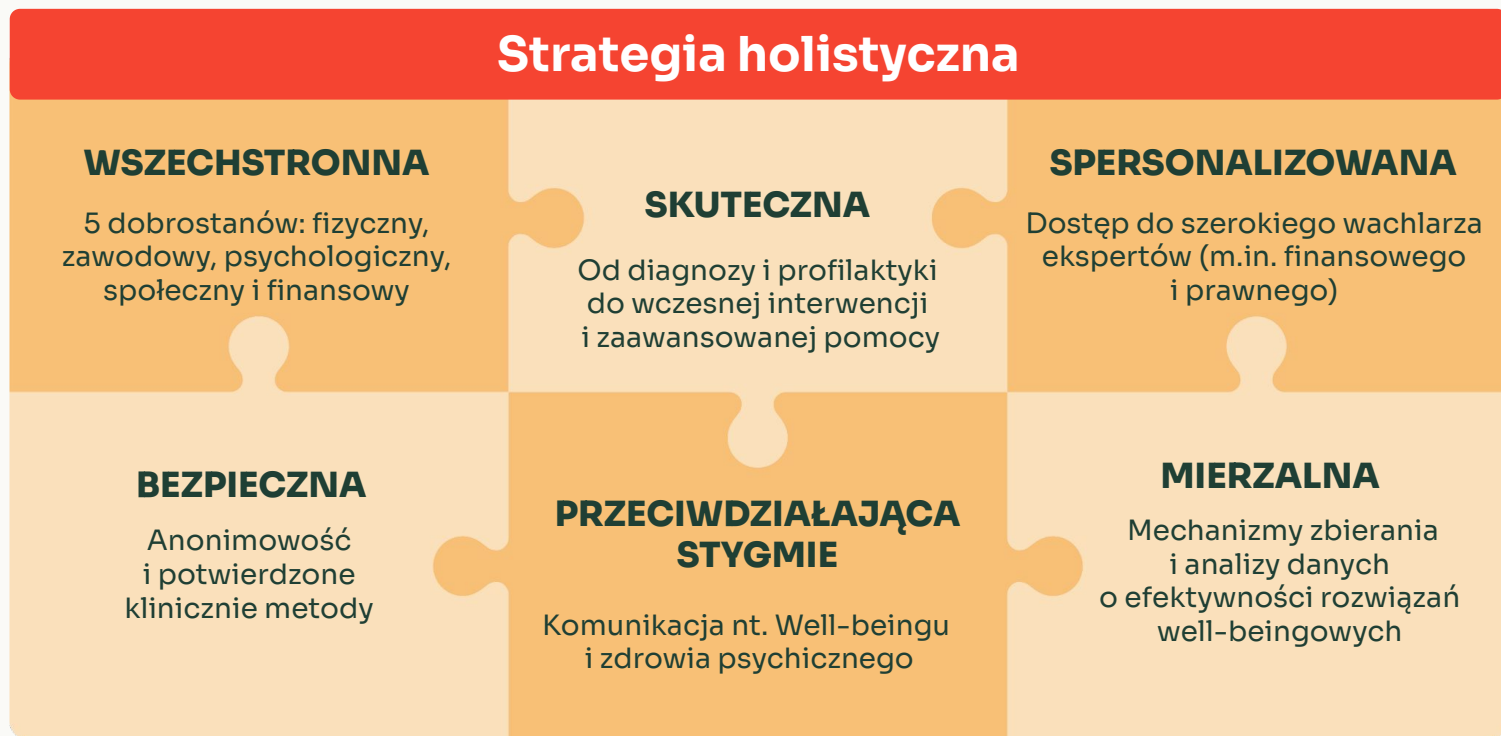 Strategia holistyczna
WSZECHSTRONNA
5 dobrostanów: fizyczny,
zawodowy, psychologiczny,
społeczny i finansowy
SKUTECZNA
Od diagnozy i profilaktyki
do wczesnej interwencji
i zaawansowanej pomocy
SPERSONALIZOWANA
Dostęp do szerokiego wachlarza
ekspertów (m.in. finansowego
i prawnego)
BEZPIECZNA
Anonimowość
i potwierdzone
klinicznie metody
PRZECIWDZIAŁAJĄCA
STYGMIE
Komunikacja nt. Well-beingu
i zdrowia psychicznego
MIERZALNA
Mechanizmy zbierania
i analizy danych
o efektywności rozwiązań
well-beingowych